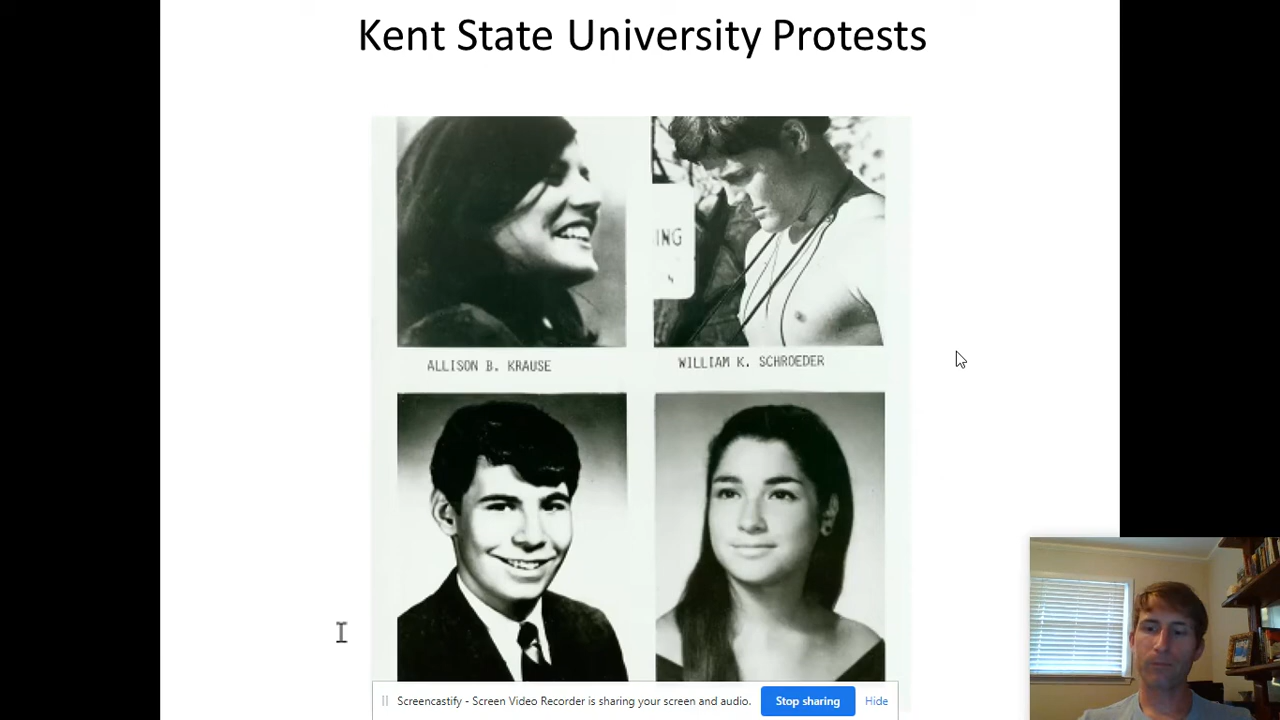 Kent State University Protests
ING
ALLISON B. KRAUSE
WILLIAM K. SCHROEDER
Screencastify - Screen Video Recorder is sharing your screen and audio.
Stop sharing
Hide